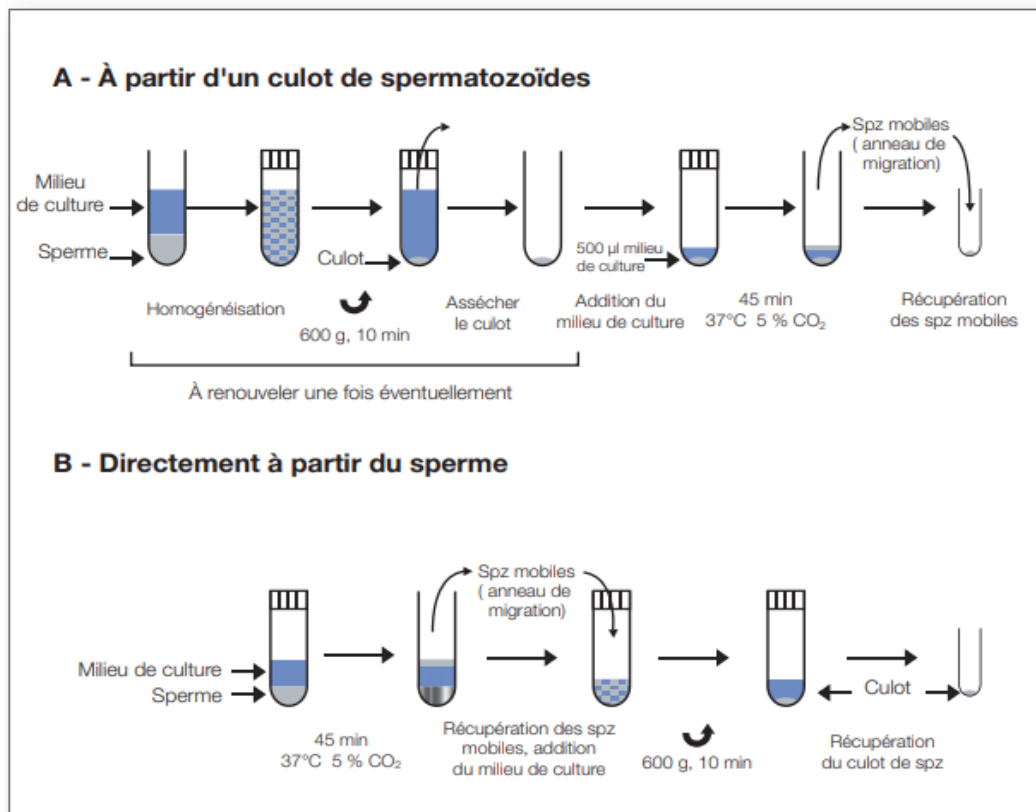 A - À partir d'un culot de spermatozoïdes
Spz mobiles
( anneau de
migration)
Milieu
de culture
Sperme
Culot
500 µl milieu
de culture
Homogénéisation
600 g, 10 min
Assécher
le culot
Addition du
milieu de culture
45 min
37°C 5 % CO₂
Récupération
des spz mobiles
À renouveler une fois éventuellement
B - Directement à partir du sperme
Spz mobiles
( anneau de
migration)
Milieu de culture
Sperme
Culot
45 min
37°C 5 % CO₂
Récupération des spz
mobiles, addition
du milieu de culture
600 g, 10 min
Récupération
du culot de spz